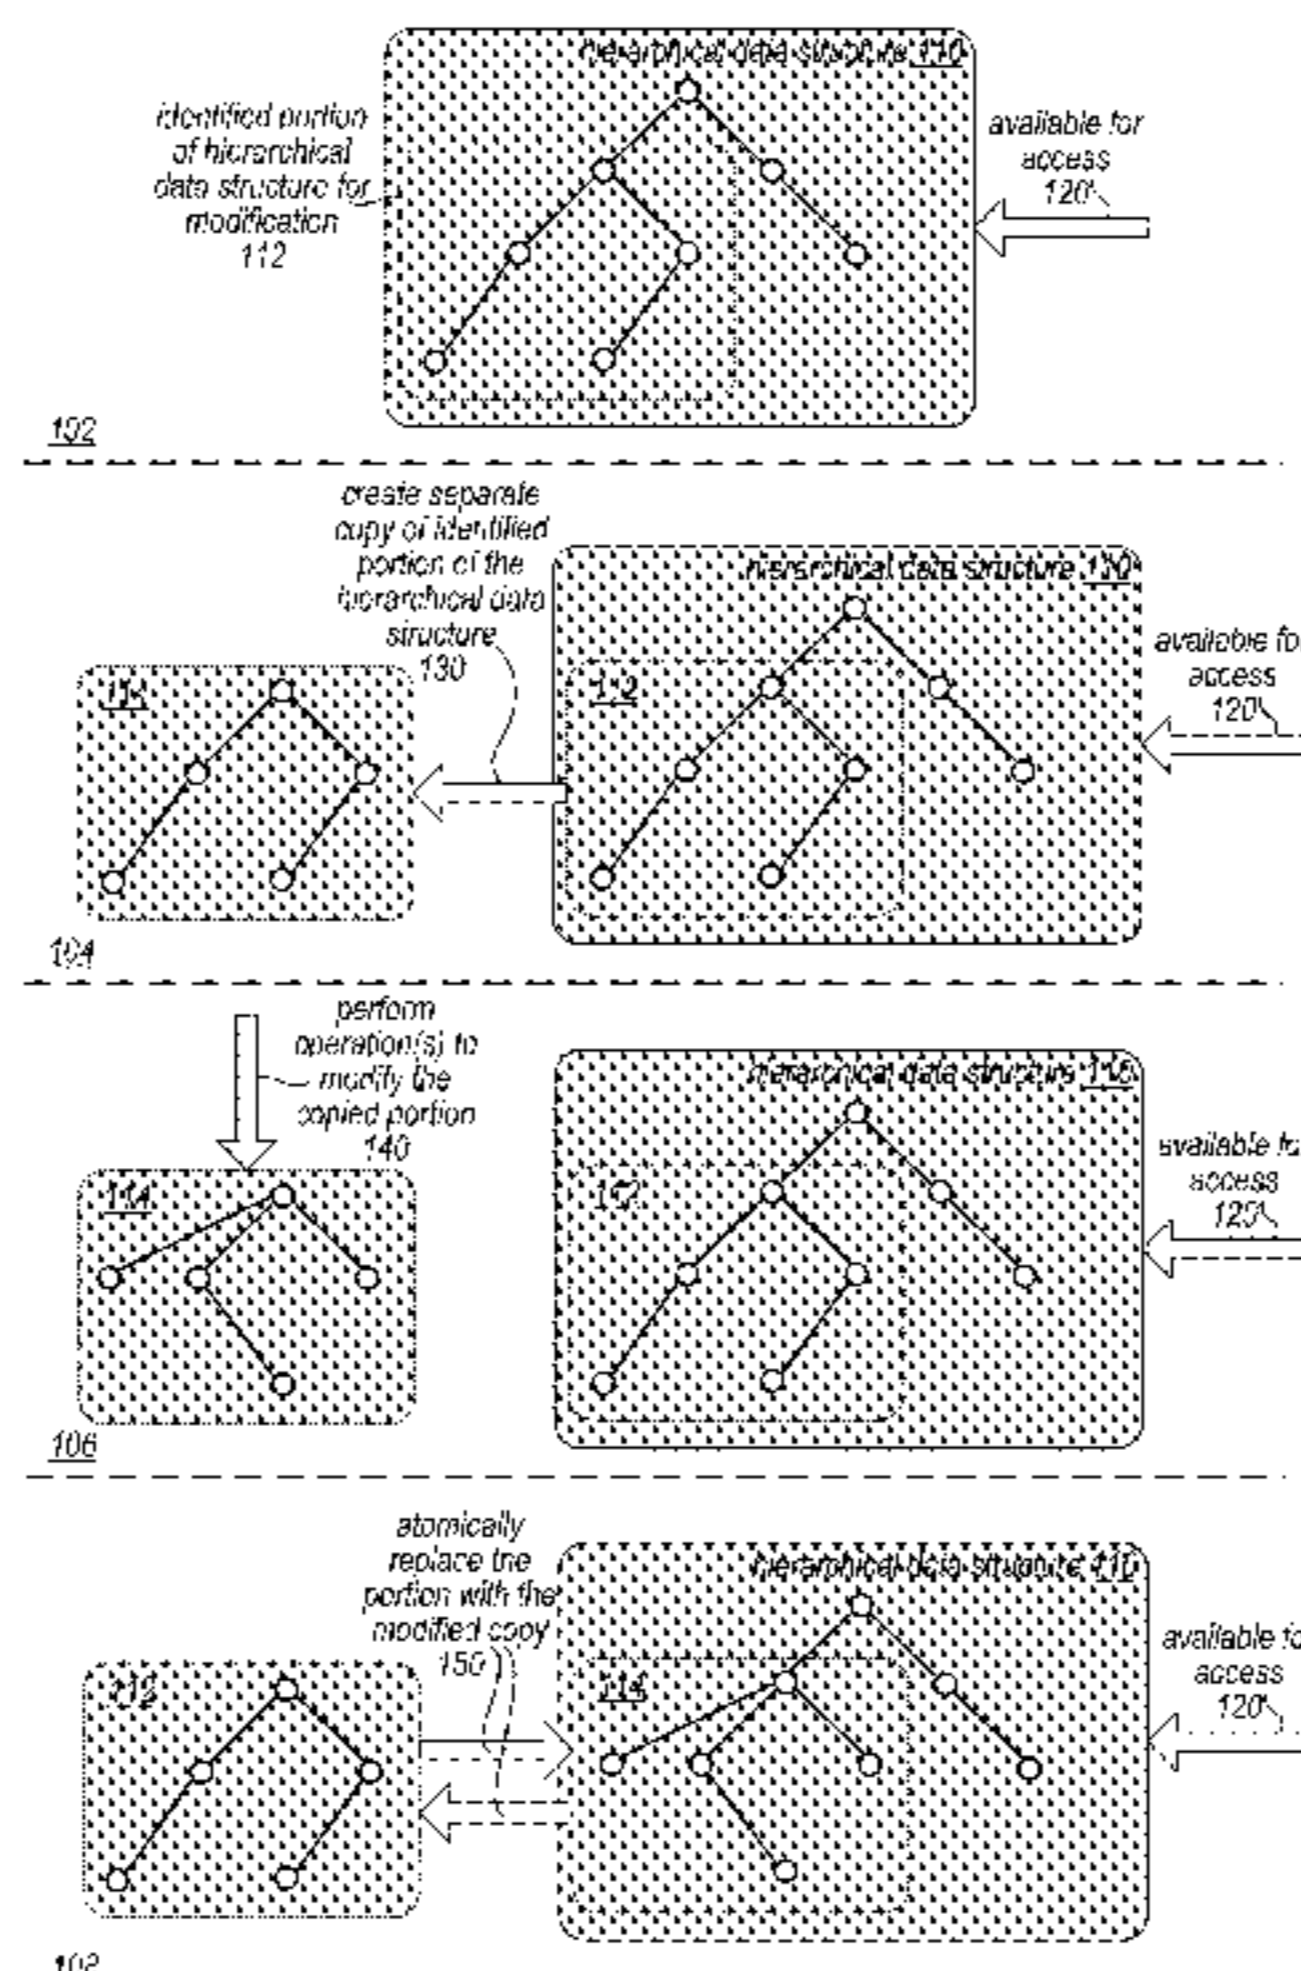 hierarchical data structure 110
identified portion
of hierarchical
data structure for
modification
112
available for
access
120
102
create separate
copy of identified
portion of the
hierarchical data
structure
130
hierarchical data structure 110
114
112
available fo
access
120
104
perform
operation(s) to
modify the
copied portion
140
hierarchical data structure 110
114
112
available fo
access
120
106
atomically
replace the
portion with the
modified copy
150
hierarchical data structure 110
112
114
available fo
access
120